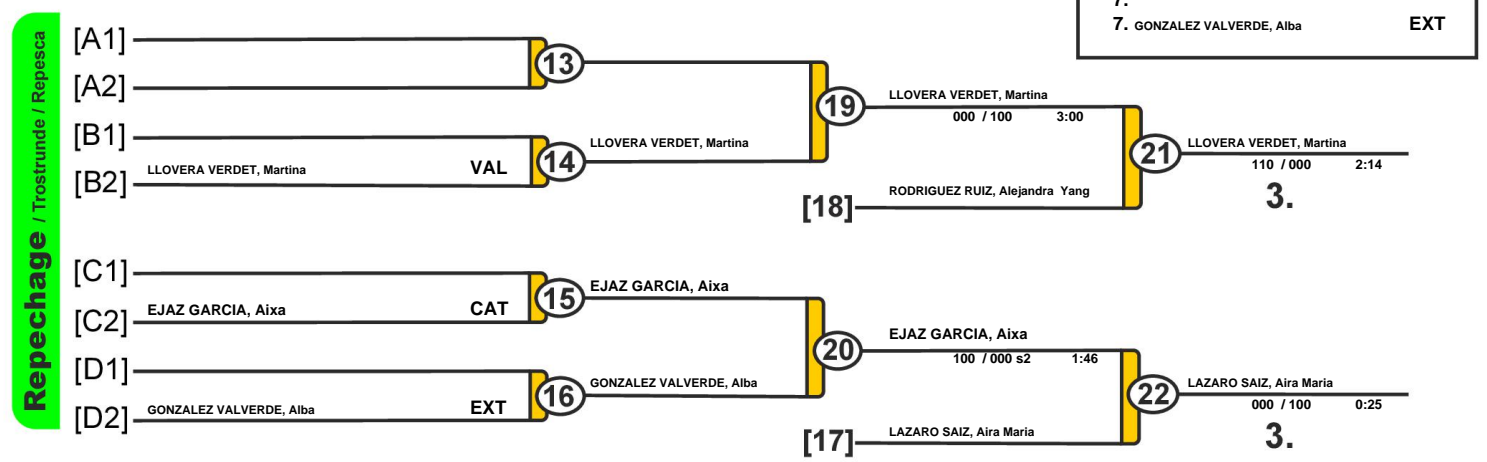 7.
7. GONZALEZ VALVERDE, Alba EXT
Repechage / Trostrunde / Repesca
[A1]
13
[A2]
[B1]
LLOVERA VERDET, Martina VAL
14
LLOVERA VERDET, Martina
[B2]
19
LLOVERA VERDET, Martina
000 / 100 3:00
[18]
RODRIGUEZ RUIZ, Alejandra Yang
21
LLOVERA VERDET, Martina
110 / 000 2:14
3.
[C1]
EJAZ GARCIA, Aixa CAT
15
EJAZ GARCIA, Aixa
[C2]
[D1]
GONZALEZ VALVERDE, Alba EXT
16
GONZALEZ VALVERDE, Alba
[D2]
20
EJAZ GARCIA, Aixa
100 / 000 s2 1:46
[17]
LAZARO SAIZ, Aira Maria
22
LAZARO SAIZ, Aira Maria
000 / 100 0:25
3.